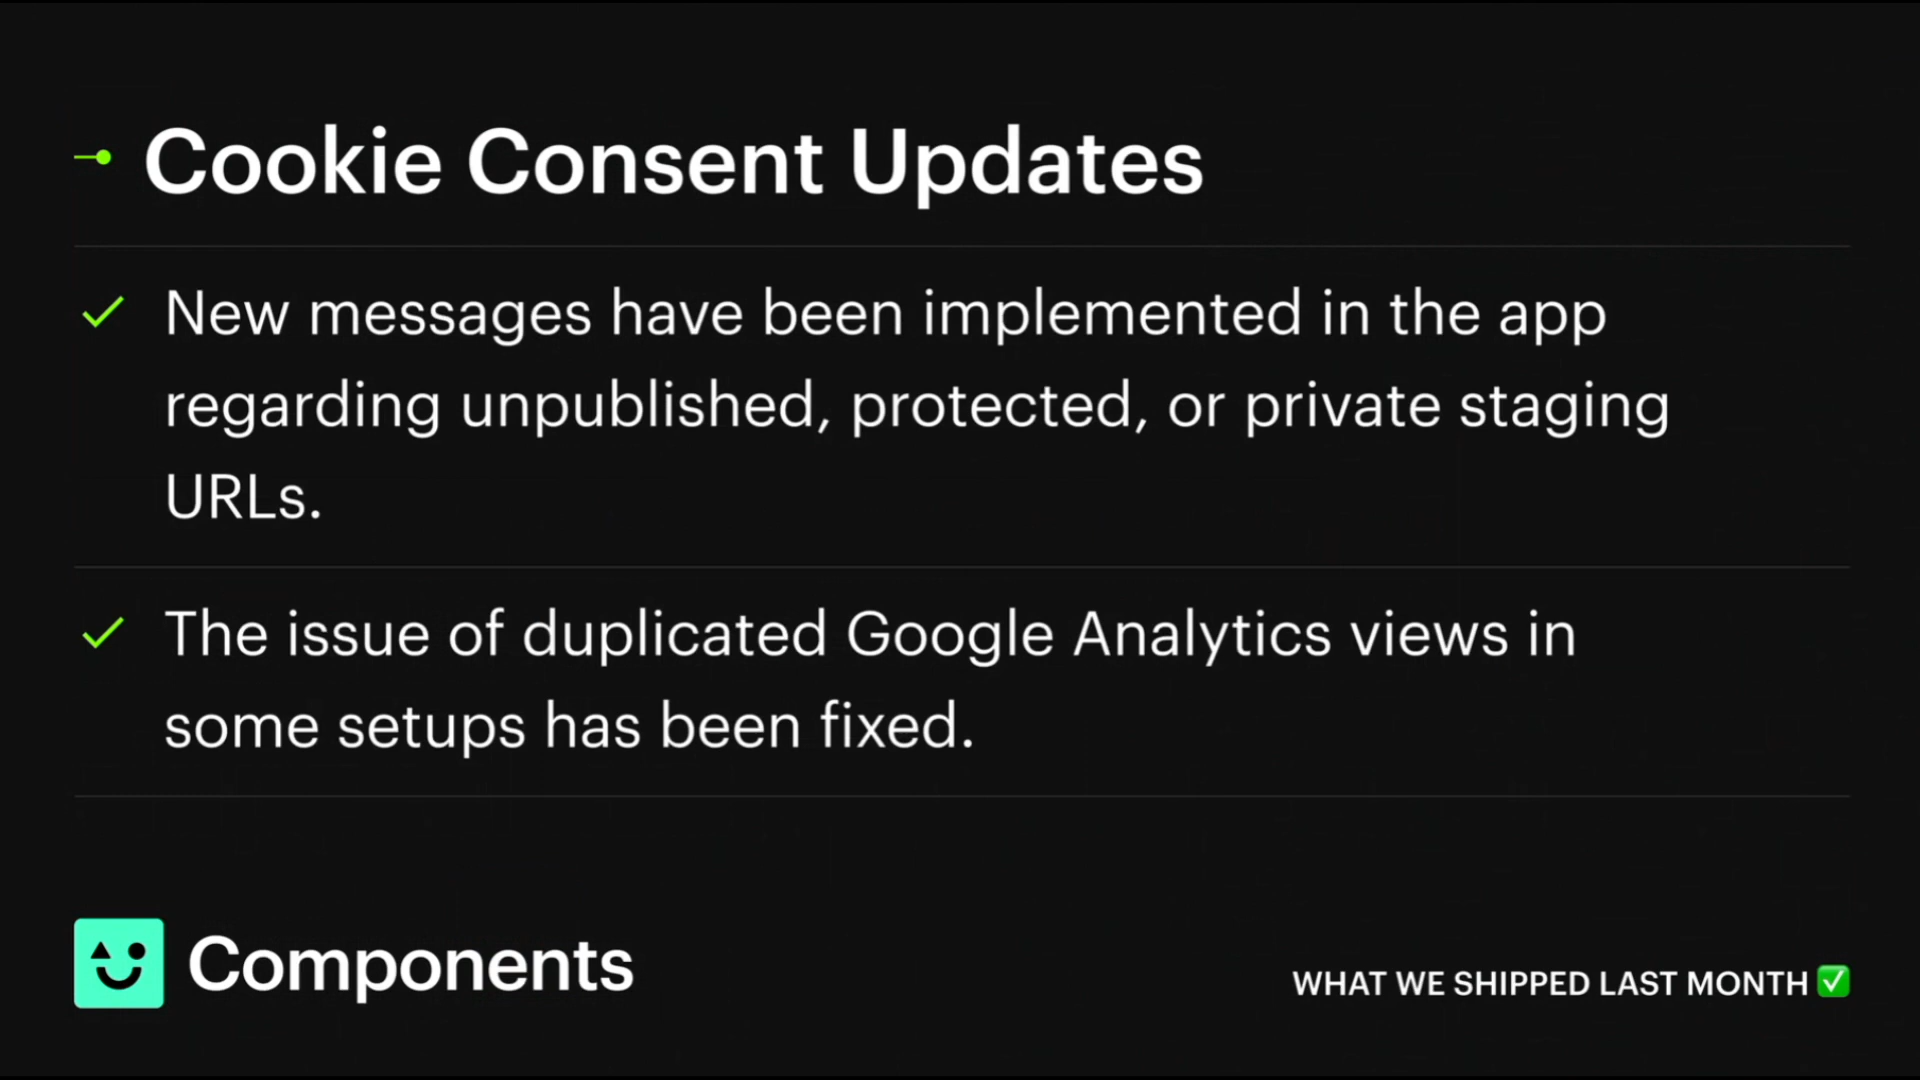 Cookie Consent Updates
New messages have been implemented in the app
regarding unpublished, protected, or private staging
URLs.
The issue of duplicated Google Analytics views in
some setups has been fixed.
Components
WHAT WE SHIPPED LAST MONTH ✅